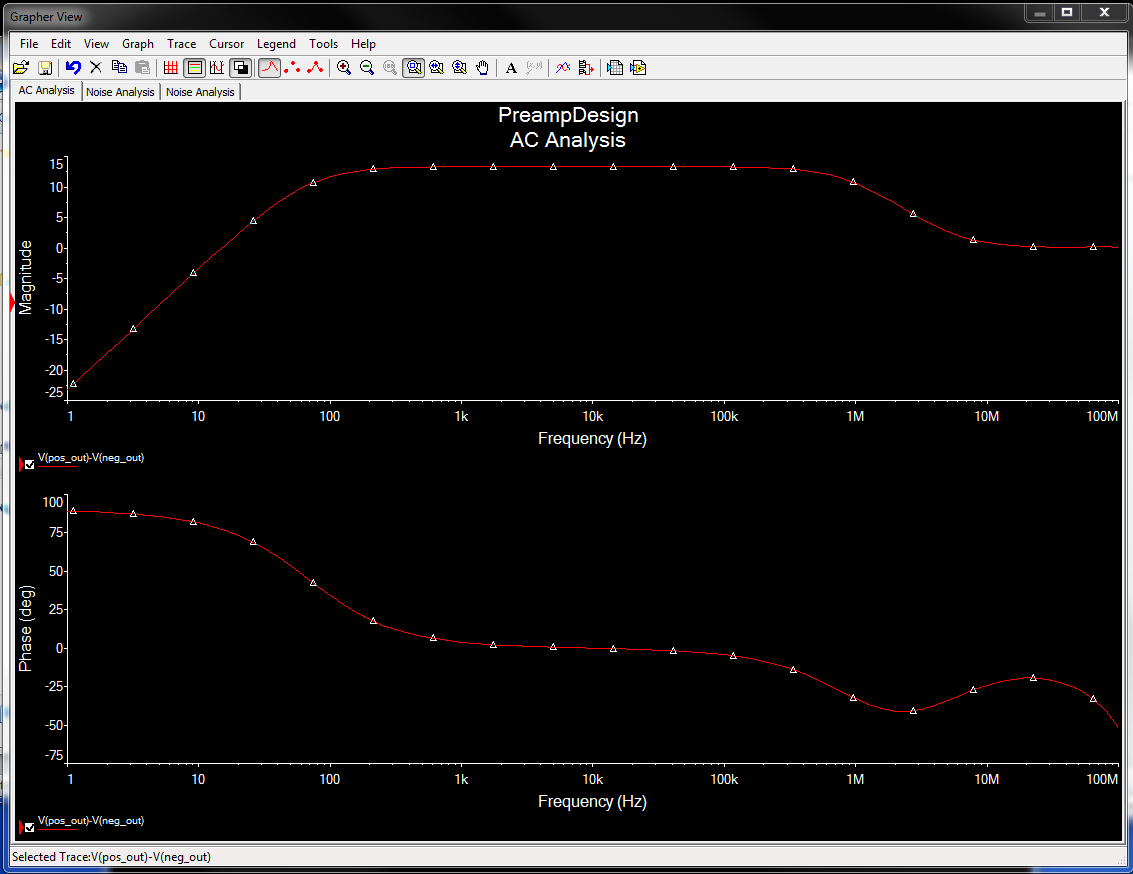 Grapher View
File Edit View Graph Trace Cursor Legend Tools Help
A
AC Analysis Noise Analysis Noise Analysis
PreampDesign
AC Analysis
15
10
5
0
-5
-10
-15
-20
-25
Magnitude
1 10 100 1k 10k 100k 1M 10M 100M
Frequency (Hz)
V(pos_out)-V(neg_out)
100
75
50
25
0
-25
-50
-75
Phase (deg)
1 10 100 1k 10k 100k 1M 10M 100M
Frequency (Hz)
V(pos_out)-V(neg_out)
Selected Trace:V(pos_out)-V(neg_out)